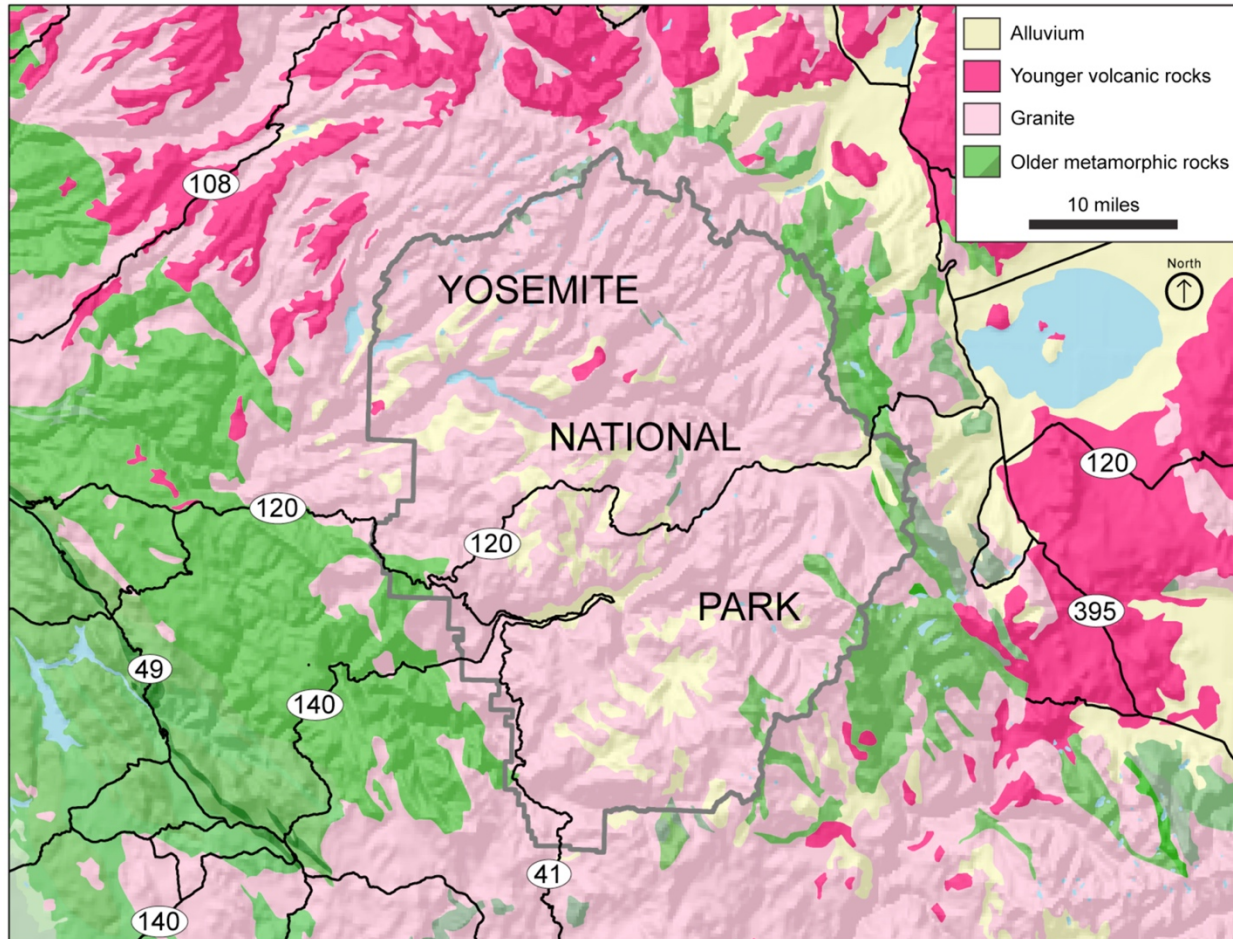 Alluvium
Younger volcanic rocks
Granite
Older metamorphic rocks
10 miles
North
108
YOSEMITE
NATIONAL
120
120
120
PARK
395
49
140
41
140